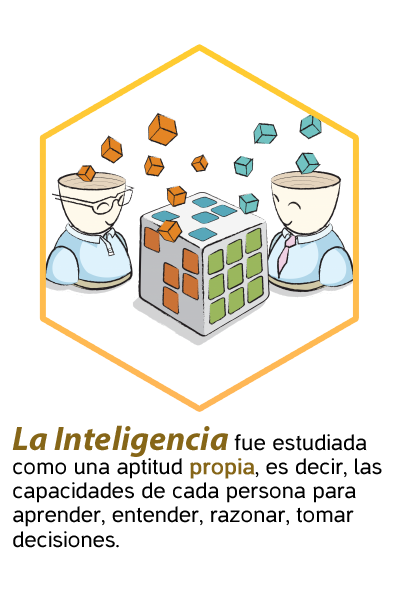 La Inteligencia fue estudiada
como una aptitud propia, es decir, las
capacidades de cada persona para
aprender, entender, razonar, tomar
decisiones.